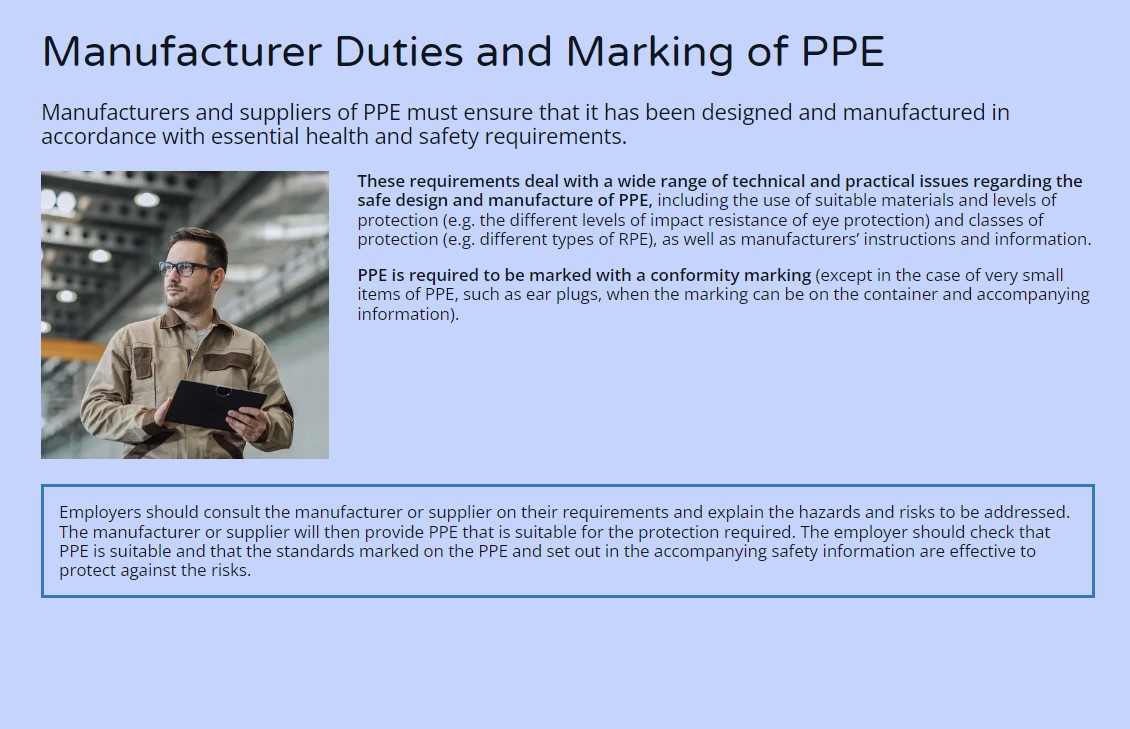 Manufacturer Duties and Marking of PPE
Manufacturers and suppliers of PPE must ensure that it has been designed and manufactured in
accordance with essential health and safety requirements.
These requirements deal with a wide range of technical and practical issues regarding the
safe design and manufacture of PPE, including the use of suitable materials and levels of
protection (e.g. the different levels of impact resistance of eye protection) and classes of
protection (e.g. different types of RPE), as well as manufacturers’ instructions and information.
PPE is required to be marked with a conformity marking (except in the case of very small
items of PPE, such as ear plugs, when the marking can be on the container and accompanying
information).
Employers should consult the manufacturer or supplier on their requirements and explain the hazards and risks to be addressed.
The manufacturer or supplier will then provide PPE that is suitable for the protection required. The employer should check that
PPE is suitable and that the standards marked on the PPE and set out in the accompanying safety information are effective to
protect against the risks.